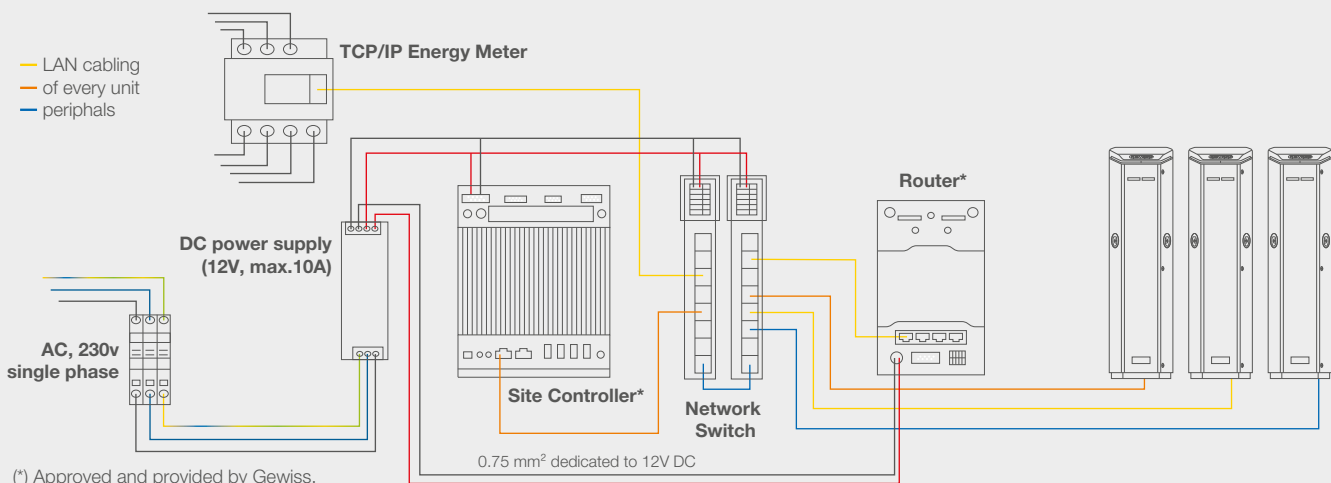 TCP/IP Energy Meter
LAN cabling
of every unit
periphals
Router*
DC power supply
(12V, max.10A)
AC, 230v
single phase
Site Controller*
Network
Switch
0.75 mm² dedicated to 12V DC
(*) Approved and provided by Gewiss.